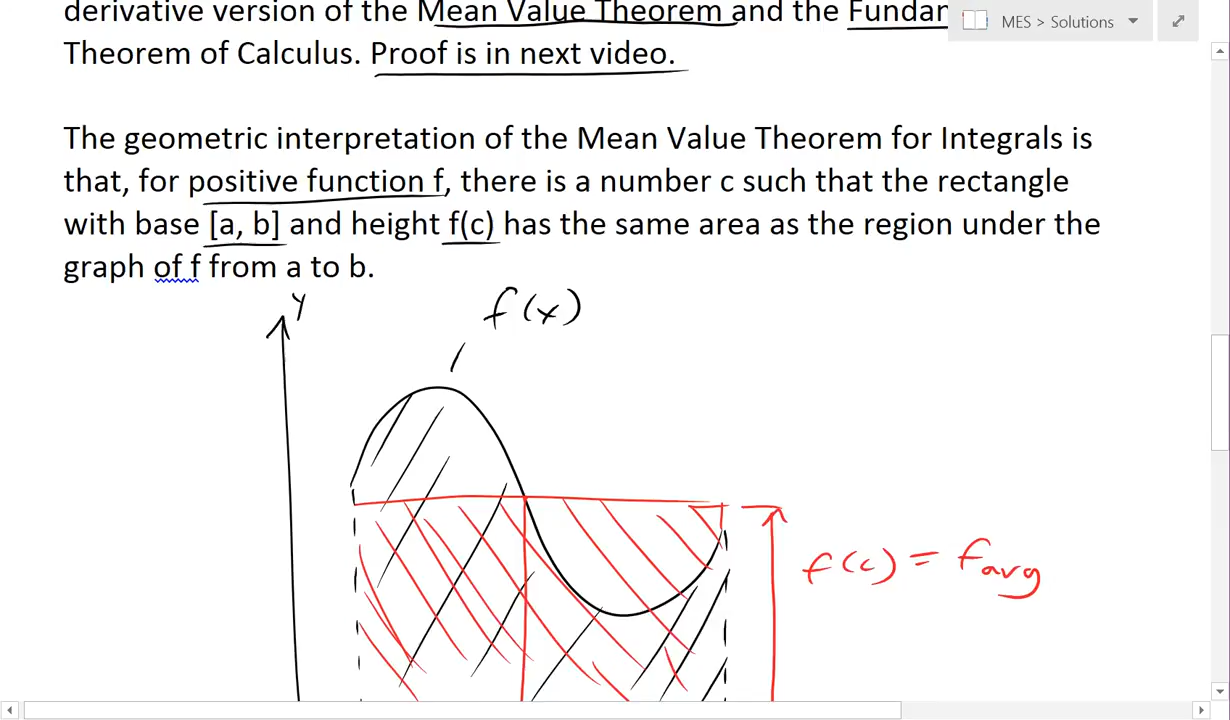 derivative version of the Mean Value Theorem and the Fundam
MES > Solutions
Theorem of Calculus. Proof is in next video.
The geometric interpretation of the Mean Value Theorem for Integrals is
that, for positive function f, there is a number c such that the rectangle
with base [a, b] and height f(c) has the same area as the region under the
graph of f from a to b.
y
f(x)
f(c) = favg